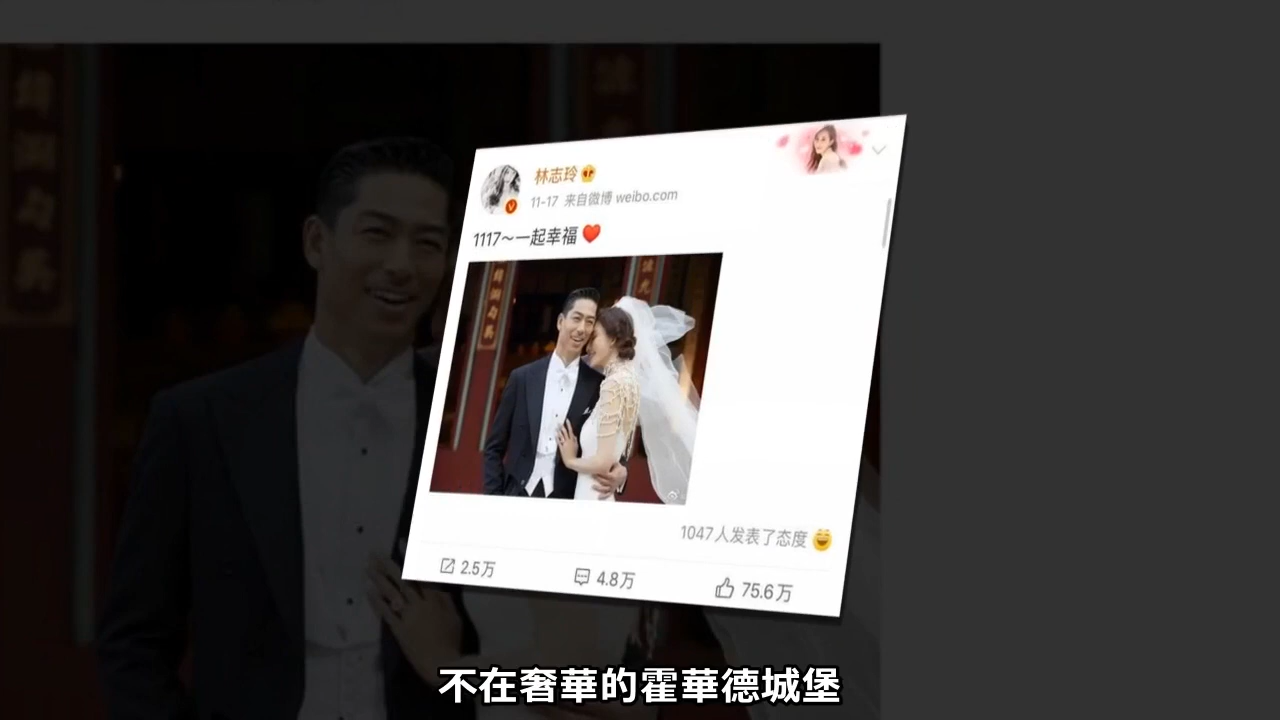 林志玲
11-17 来自微博 weibo.com
1117～一起幸福❤️
1047人发表了态度
2.5万
4.8万
75.6万
不在奢華的霍華德城堡